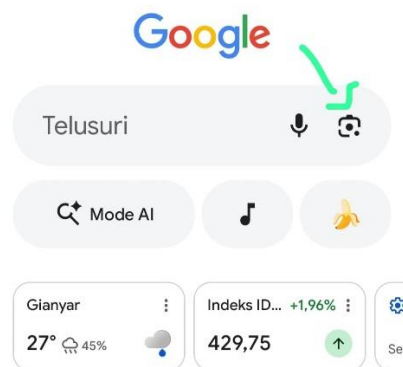 Google
Telusuri
Mode AI
Gianyar
27° 45%
Indeks ID... +1,96%
429,75
Se